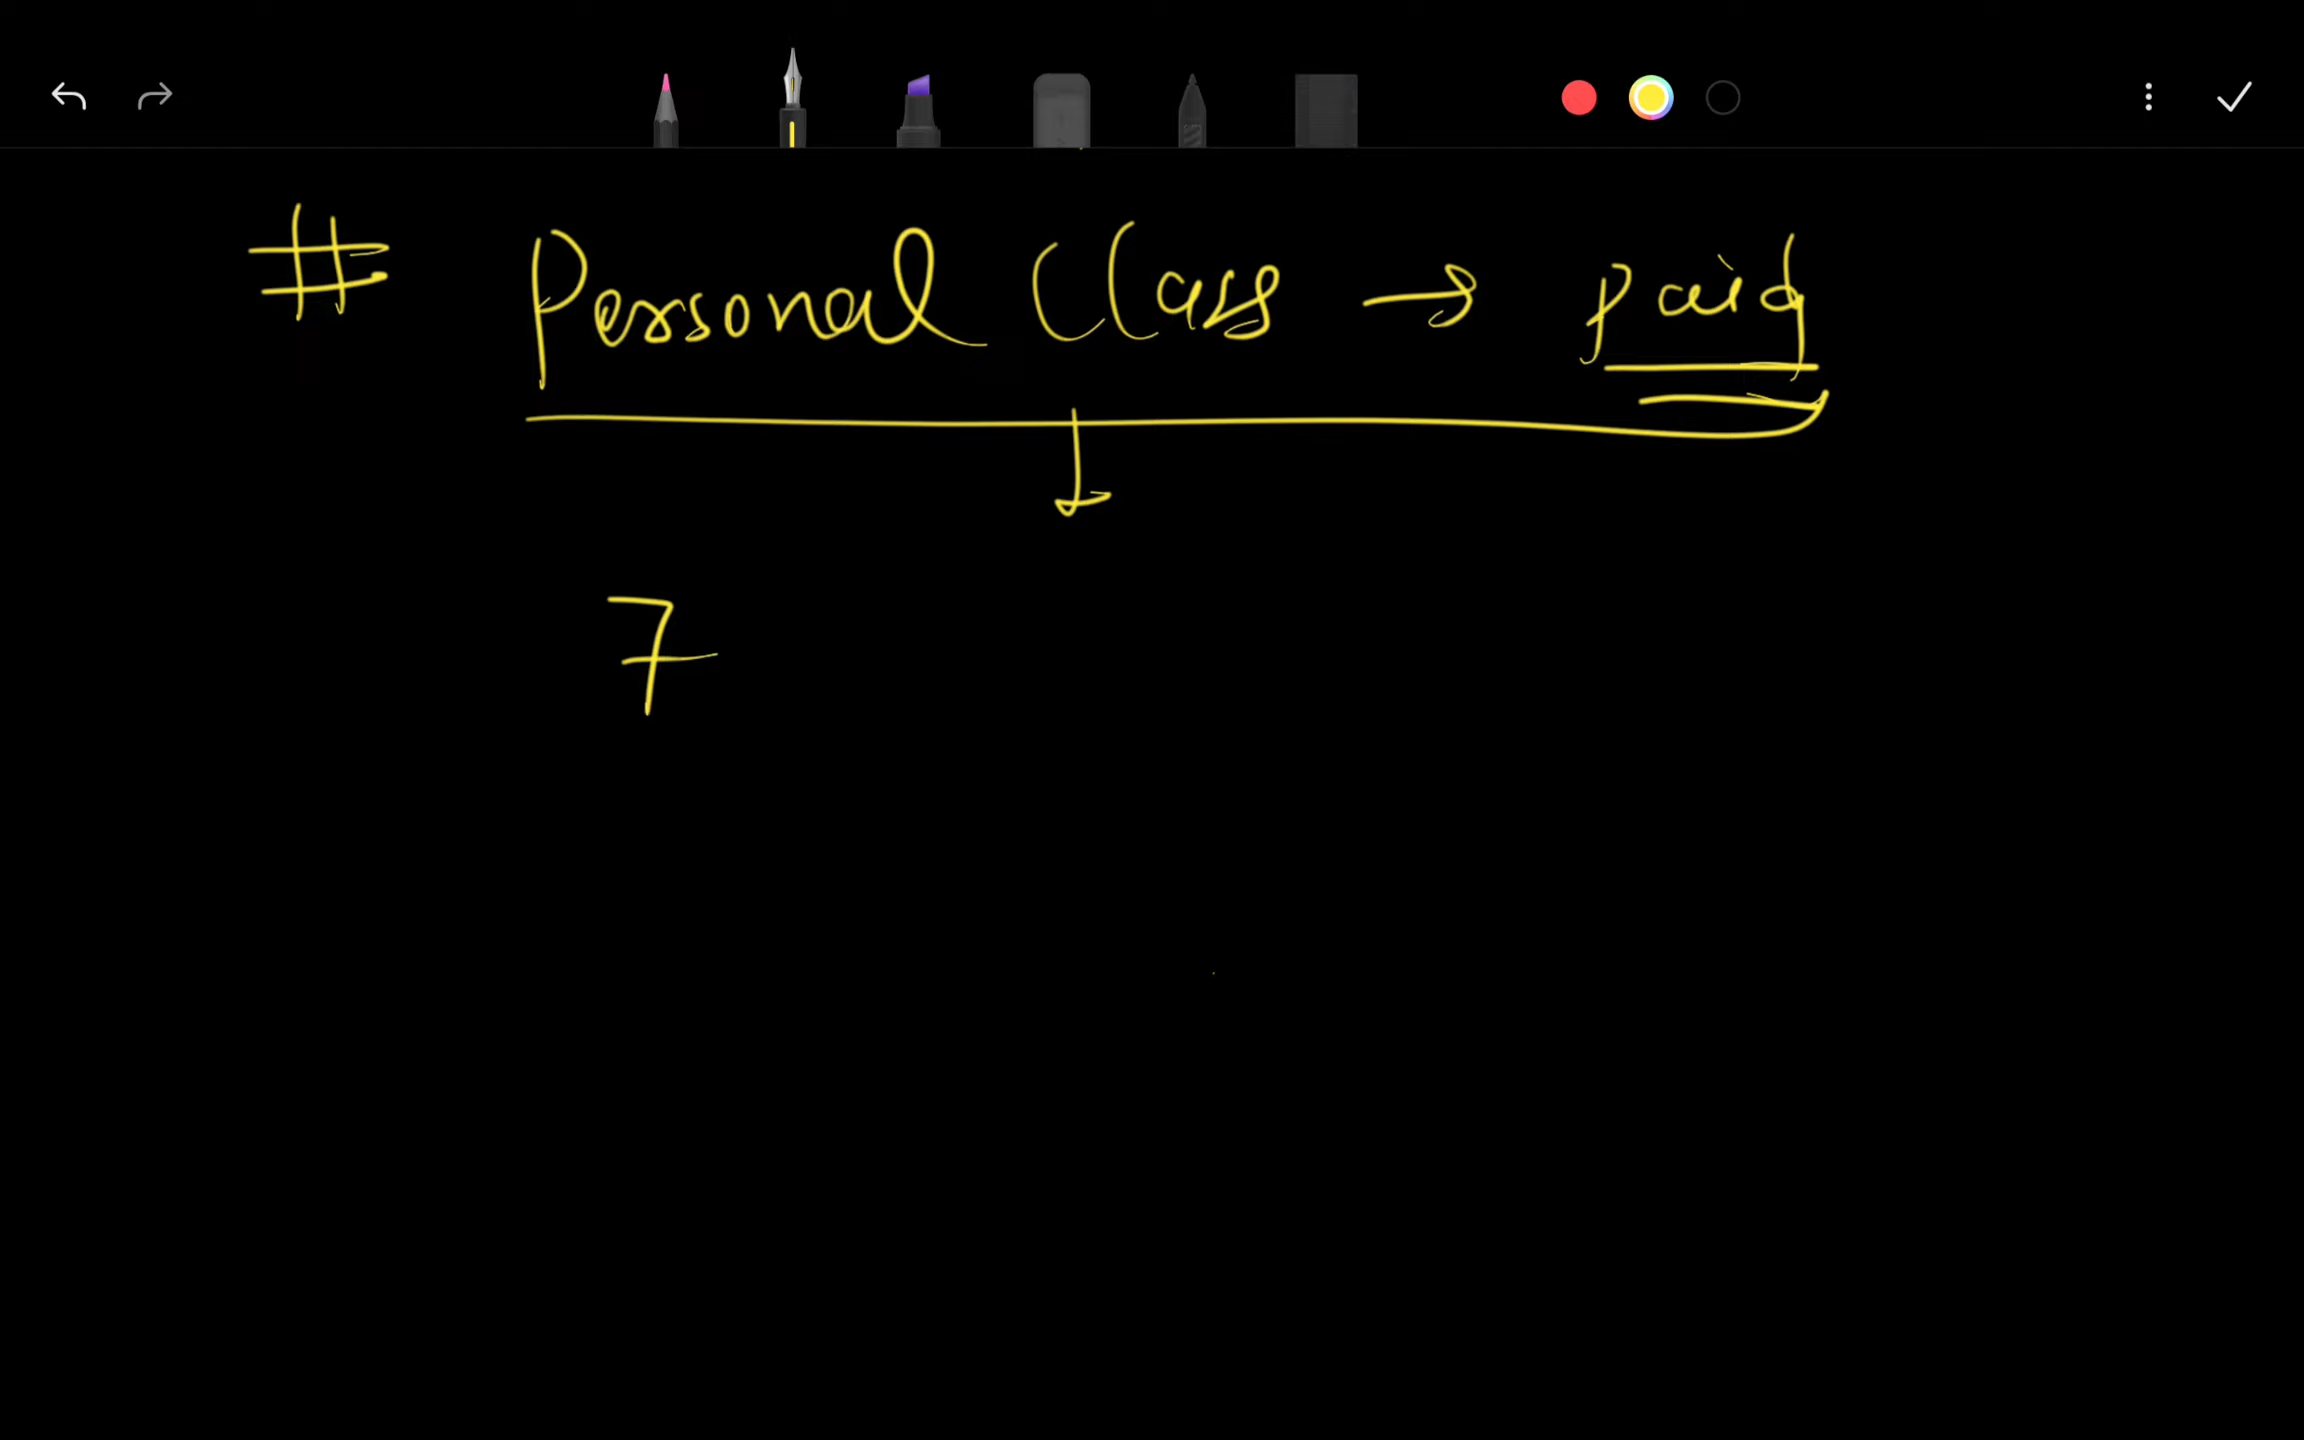 # Personal Class → paid
↓
7